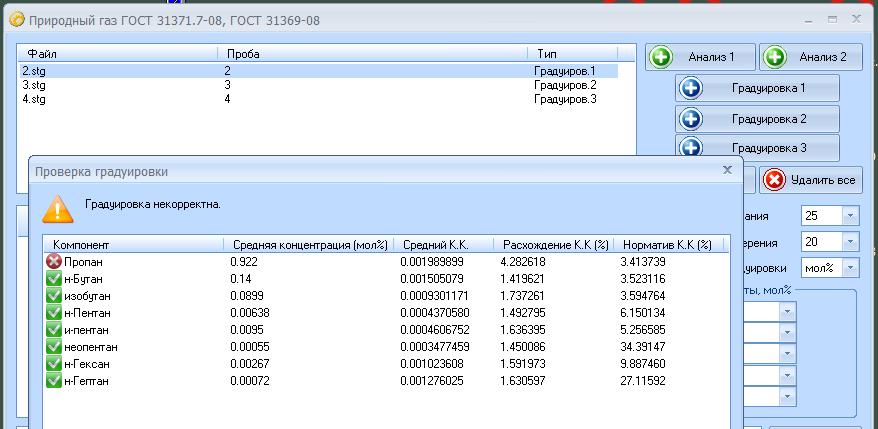 Природный газ ГОСТ 31371.7-08, ГОСТ 31369-08
Файл Проба Тип
2.stg 2 Градуиров.1
3.stg 3 Градуиров.2
4.stg 4 Градуиров.3
Анализ 1 Анализ 2
Градуировка 1
Градуировка 2
Градуировка 3
Удалить все
25
20
мол%
ты, мол%
Проверка градуировки
Градуировка некорректна.
Компонент Средняя концентрация (мол%) Средний К.К. Расхождение К.К (%) Норматив К.К (%)
Пропан 0.922 0.001989899 4.282618 3.413739
н-Бутан 0.14 0.001505079 1.419621 3.523116
изобутан 0.0899 0.0009301171 1.737261 3.594764
н-Пентан 0.00638 0.0004370580 1.492795 6.150134
и-пентан 0.0095 0.0004606752 1.636395 5.256585
неопентан 0.00055 0.0003477459 1.450086 34.39147
н-Гексан 0.00267 0.001023608 1.591973 9.887460
н-Гептан 0.00072 0.001276025 1.630597 27.11592